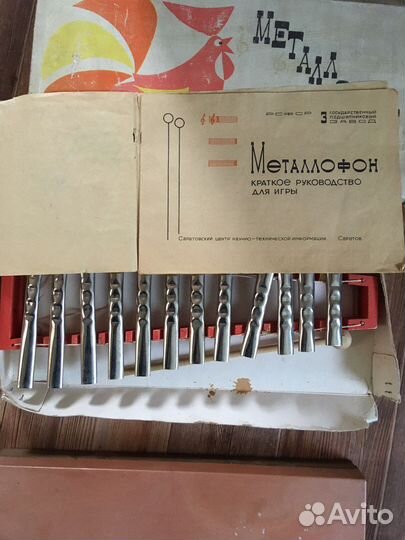 МЕТАЛЛ
РСФСР
3 ГОСУДАРСТВЕННЫЙ
ПОДШИПНИКОВЫЙ
ЗАВОД
МЕТАЛЛОФОН
КРАТКОЕ РУКОВОДСТВО
ДЛЯ ИГРЫ
Саратовский центр научно-технической информации Саратов
Avito